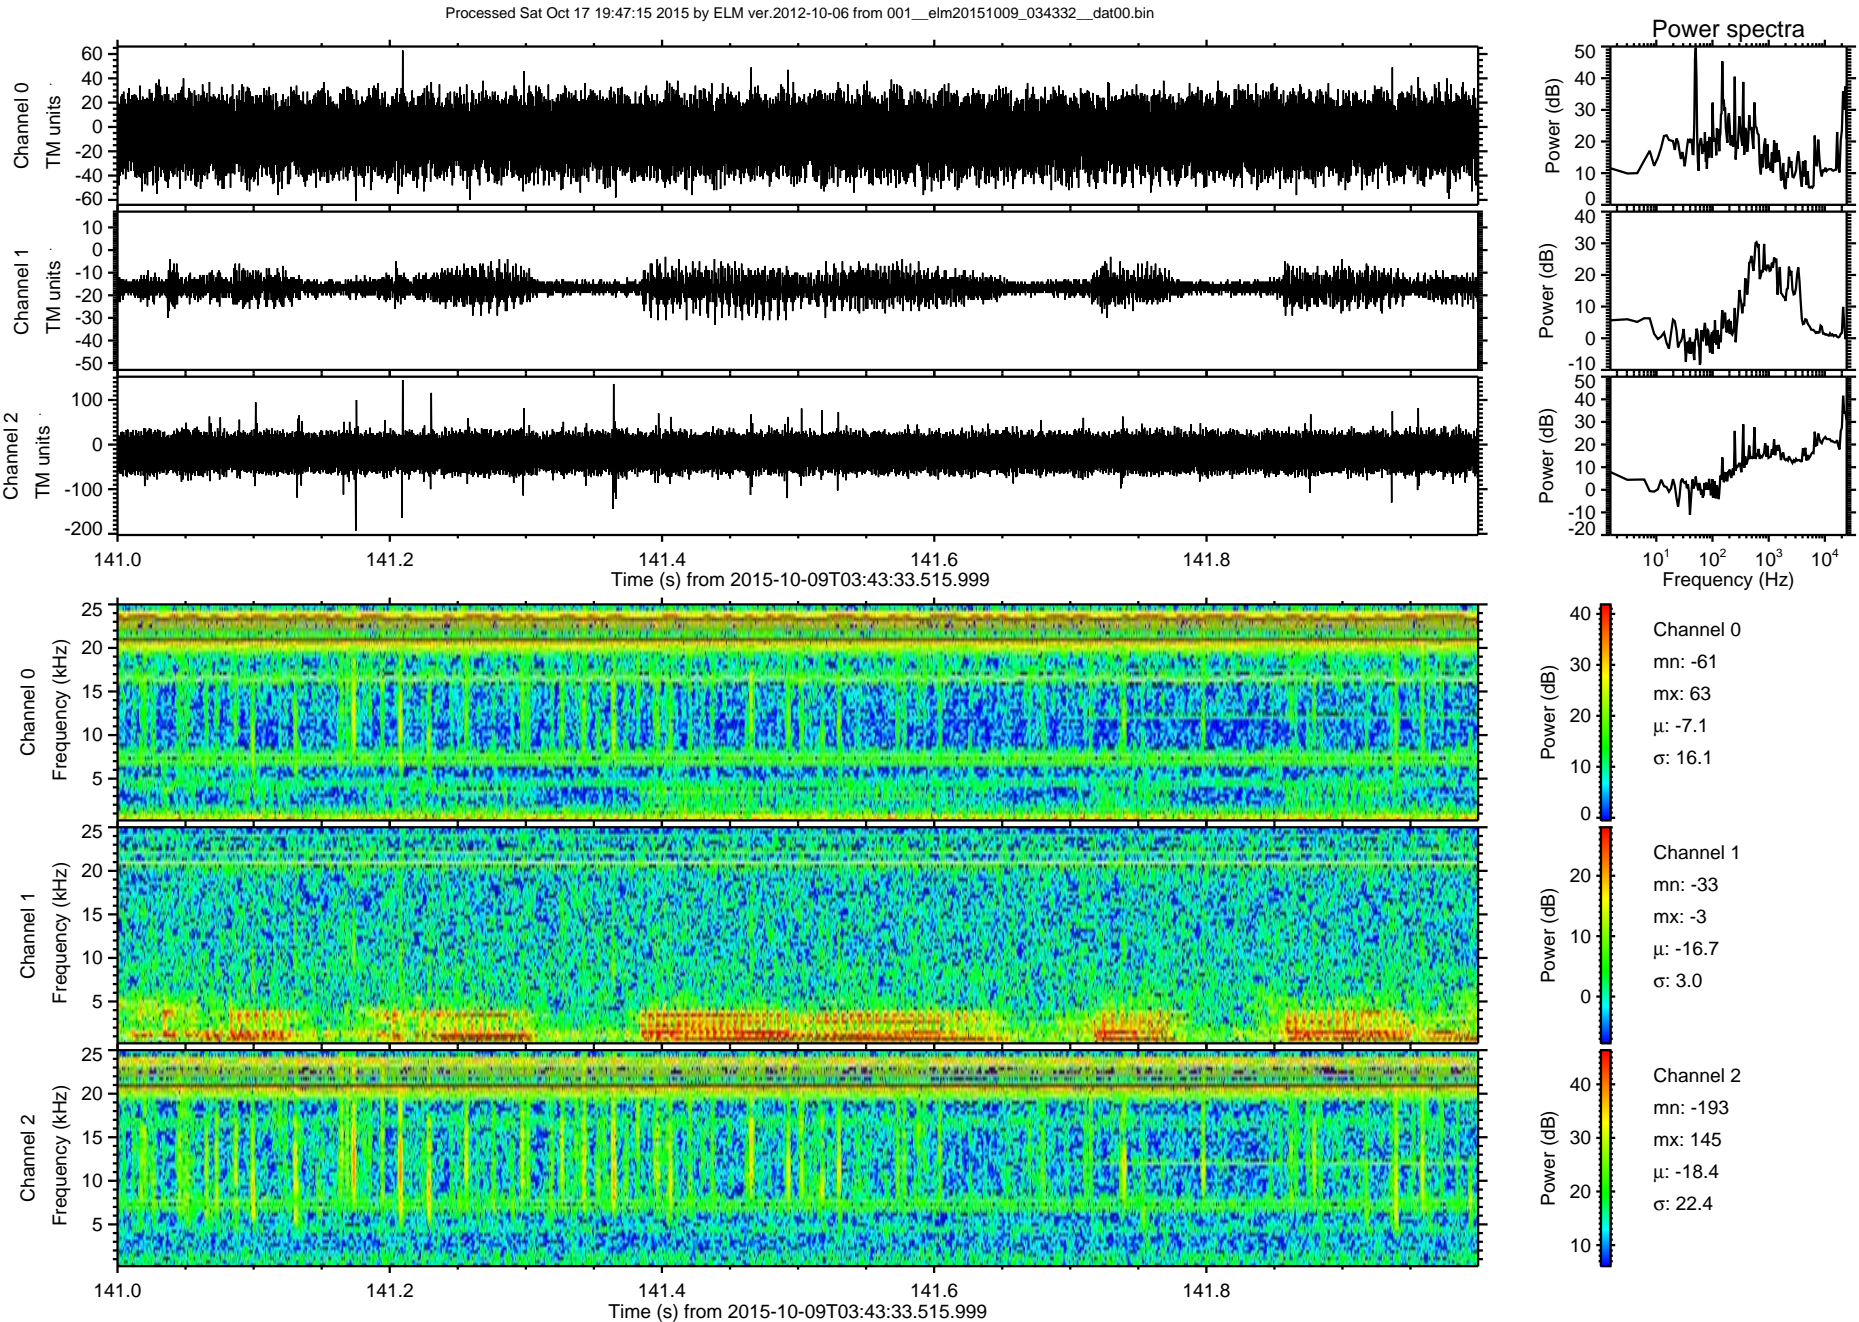 Processed Sat Oct 17 19:47:15 2015 by ELM ver.2012-10-06 from 001__elm20151009_034332__dat00.bin
Power spectra
Channel 0
TM units
60
40
20
0
-20
-40
-60
Power (dB)
50
40
30
20
10
0
Channel 1
TM units
10
0
-10
-20
-30
-40
-50
Power (dB)
40
30
20
10
0
-10
Channel 2
TM units
100
0
-100
-200
Power (dB)
50
40
30
20
10
0
-10
-20
141.0 141.2 141.4 141.6 141.8
Time (s) from 2015-10-09T03:43:33.515.999
10¹ 10² 10³ 10⁴
Frequency (Hz)
Channel 0
Frequency (kHz)
25
20
15
10
5
Power (dB)
40
30
20
10
0
Channel 0
mn: -61
mx: 63
μ: -7.1
σ: 16.1
Channel 1
Frequency (kHz)
25
20
15
10
5
Power (dB)
20
10
0
Channel 1
mn: -33
mx: -3
μ: -16.7
σ: 3.0
Channel 2
Frequency (kHz)
25
20
15
10
5
Power (dB)
40
30
20
10
Channel 2
mn: -193
mx: 145
μ: -18.4
σ: 22.4
141.0 141.2 141.4 141.6 141.8
Time (s) from 2015-10-09T03:43:33.515.999